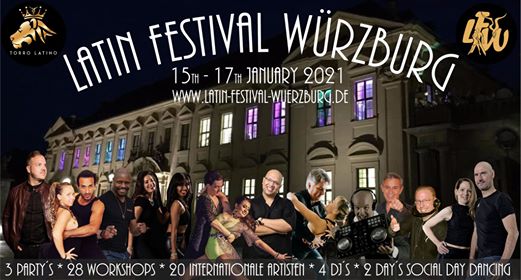 LATIN FESTIVAL WÜRZBURG
15TH - 17TH JANUARY 2021
WWW.LATIN-FESTIVAL-WUERZBURG.DE
TORRO LATINO
LFW
3 PARTY´S * 28 WORKSHOPS * 20 INTERNATIONALE ARTISTEN * 4 DJ´S * 2 DAY´S SOCIAL DAY DANCING